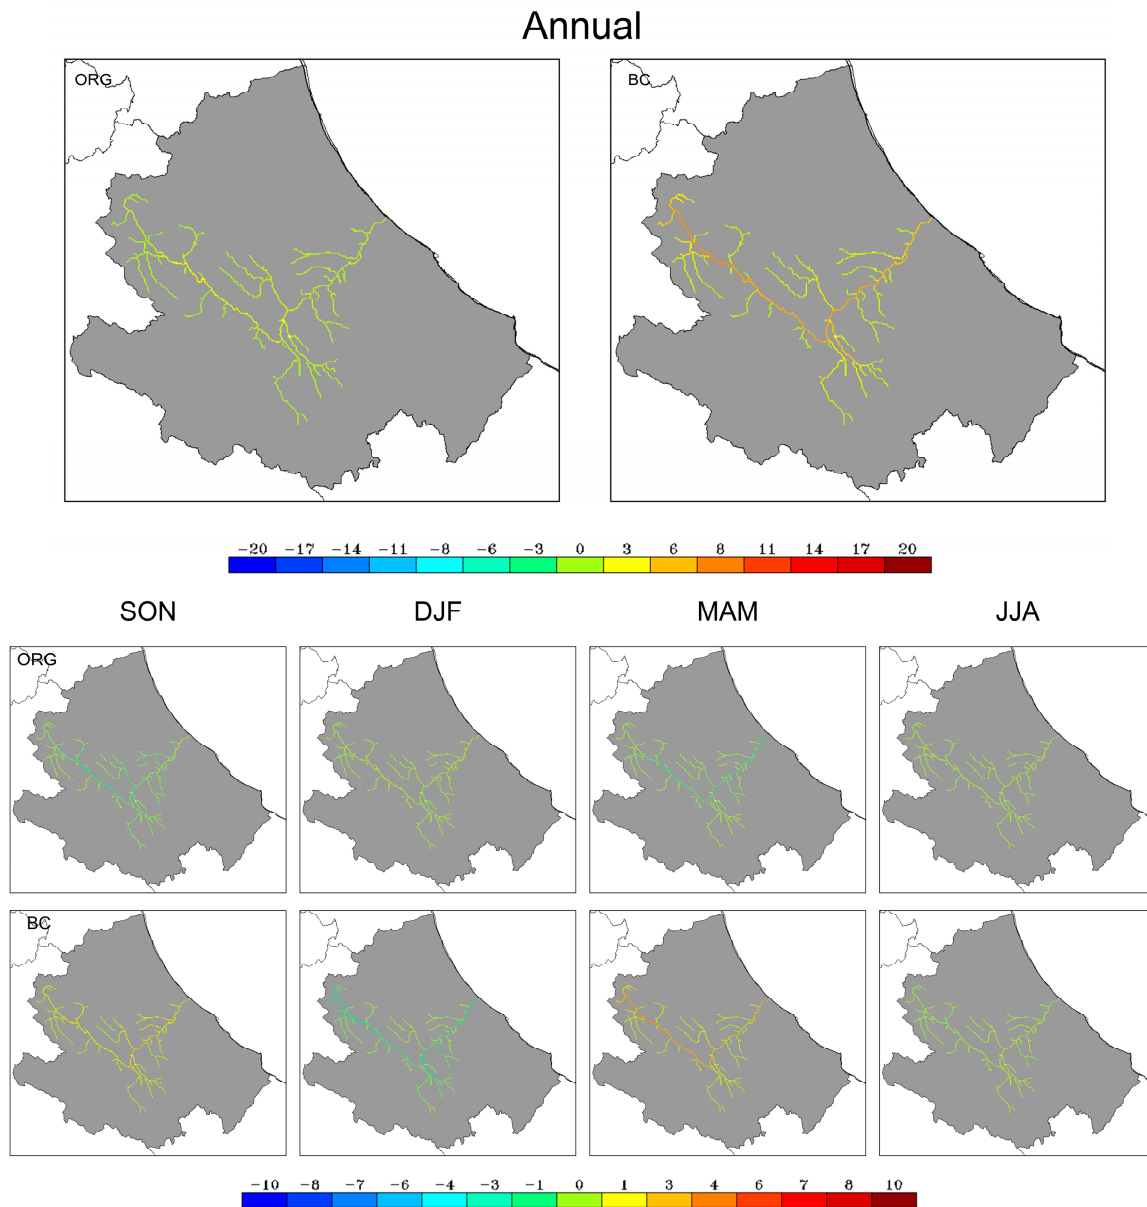 Annual
ORG
BC
-20 -17 -14 -11 -8 -6 -3 0 3 6 8 11 14 17 20
SON DJF MAM JJA
ORG
BC
-10 -8 -7 -6 -4 -3 -1 0 1 3 4 6 7 8 10